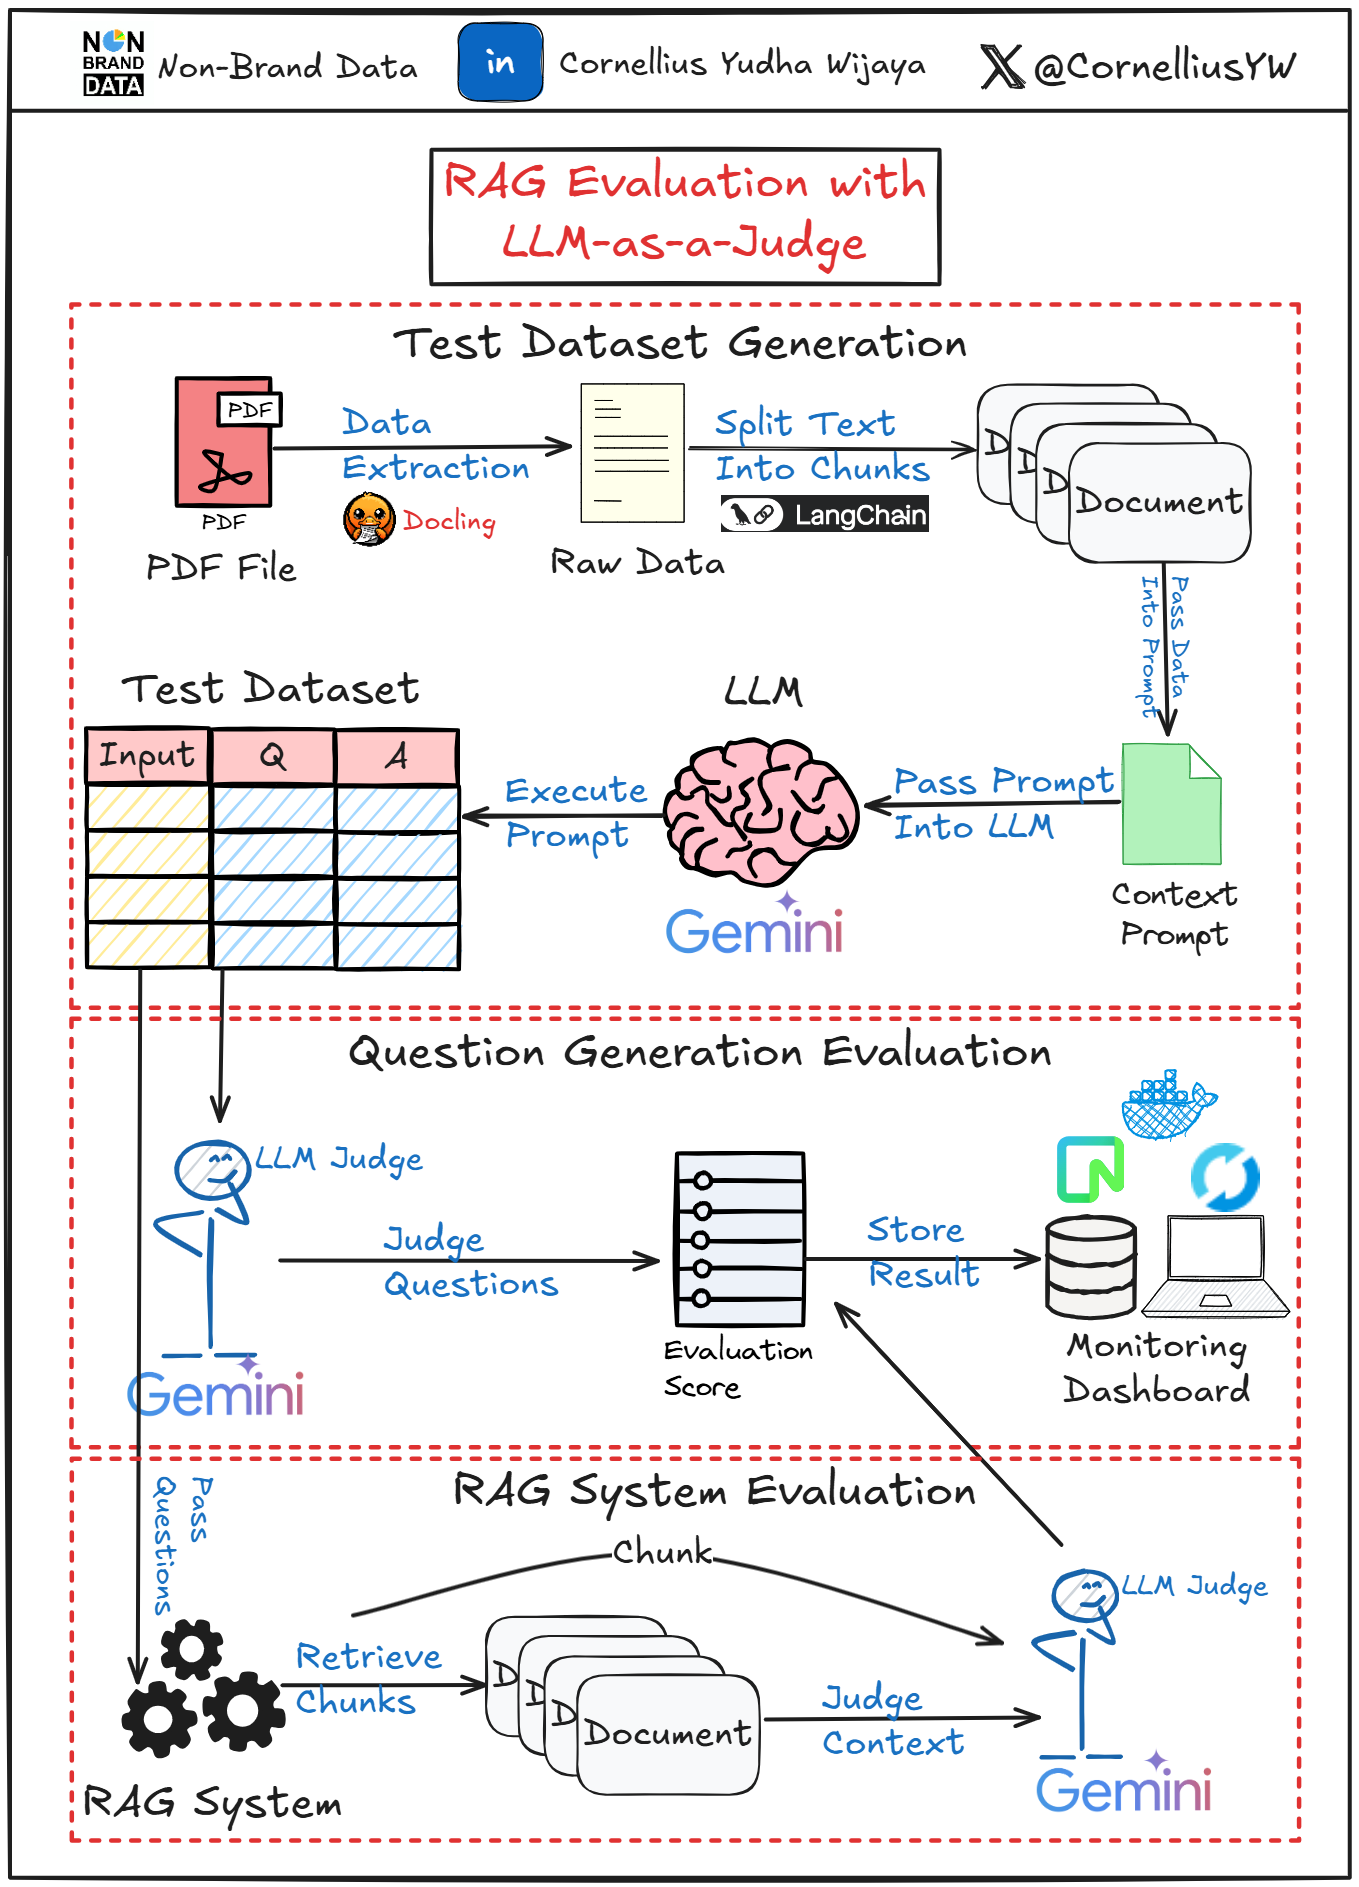 NON
BRAND
DATA
Non-Brand Data
in
Cornellius Yudha Wijaya
X @CornelliusYW
RAG Evaluation with
LLM-as-a-Judge
Test Dataset Generation
PDF
PDF
PDF File
Data
Extraction
Docling
Raw Data
Split Text
Into Chunks
LangChain
D
D
D
Document
Pass Data
Into Prompt
Test Dataset
Input Q A
Execute
Prompt
LLM
Gemini
Pass Prompt
Into LLM
Context
Prompt
Question Generation Evaluation
LLM Judge
Gemini
Judge
Questions
Evaluation
Score
Store
Result
Monitoring
Dashboard
RAG System Evaluation
Pass
Questions
Chunk
RAG System
Retrieve
Chunks
D
D
D
Document
Judge
Context
LLM Judge
Gemini